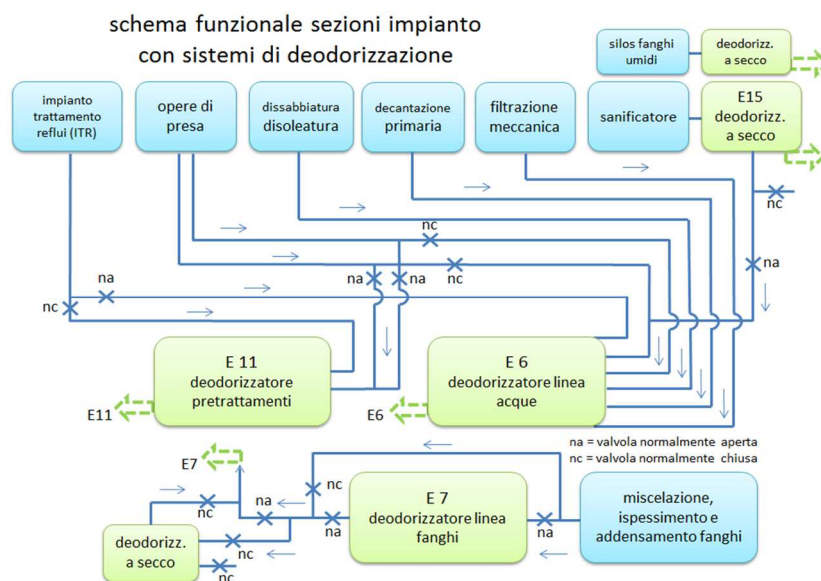 schema funzionale sezioni impianto
con sistemi di deodorizzazione
silos fanghi
umidi
deodorizz.
a secco
impianto
trattamento
reflui (ITR)
opere di
presa
dissabbiatura
disoleatura
decantazione
primaria
filtrazione
meccanica
sanificatore
E15
deodorizz.
a secco
nc
nc
na
na
na
nc
na
nc
E 11
deodorizzatore
pretrattamenti
E11
E 6
deodorizzatore linea
acque
E6
na = valvola normalmente aperta
nc = valvola normalmente chiusa
E7
nc
na
nc
na
E 7
deodorizzatore linea
fanghi
na
miscelazione,
ispessimento e
addensamento fanghi
deodorizz.
a secco
nc
nc